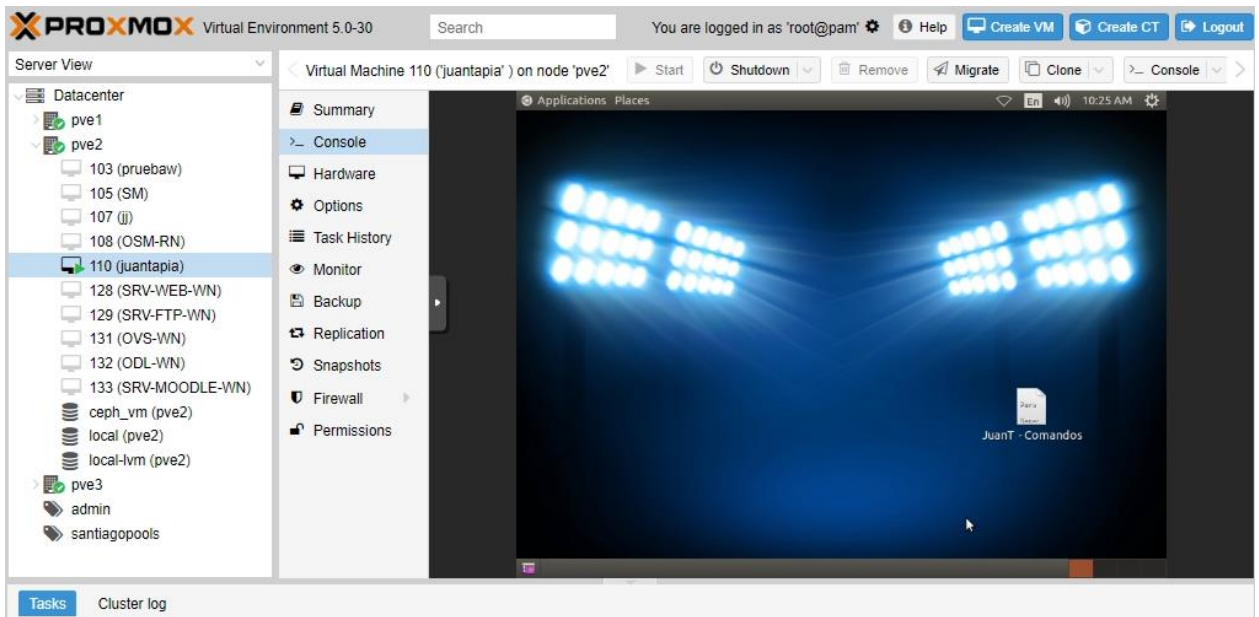 PROXMOX Virtual Environment 5.0-30 Search You are logged in as 'root@pam' Help Create VM Create CT Logout
Server View
Virtual Machine 110 ('juantapia' ) on node 'pve2' Start Shutdown Remove Migrate Clone Console
Datacenter
pve1
pve2
103 (pruebaw)
105 (SM)
107 (jj)
108 (OSM-RN)
110 (juantapia)
128 (SRV-WEB-WN)
129 (SRV-FTP-WN)
131 (OVS-WN)
132 (ODL-WN)
133 (SRV-MOODLE-WN)
ceph_vm (pve2)
local (pve2)
local-lvm (pve2)
pve3
admin
santiagopools
Summary
Console
Hardware
Options
Task History
Monitor
Backup
Replication
Snapshots
Firewall
Permissions
Applications Places En 10:25 AM
Para
JuanT - Comandos
Tasks Cluster log